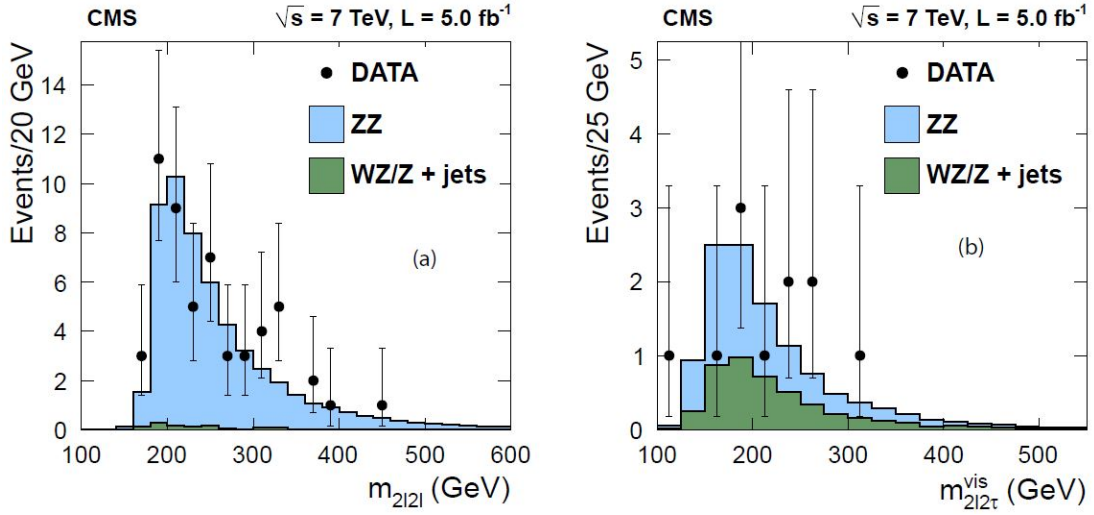 CMS √s = 7 TeV, L = 5.0 fb⁻¹
Events/20 GeV
14
12
10
8
6
4
2
0
DATA
ZZ
WZ/Z + jets
(a)
100 200 300 400 500 600
m₂l₂l (GeV)
CMS √s = 7 TeV, L = 5.0 fb⁻¹
Events/25 GeV
5
4
3
2
1
0
DATA
ZZ
WZ/Z + jets
(b)
100 200 300 400 500
m^vis_2l2τ (GeV)